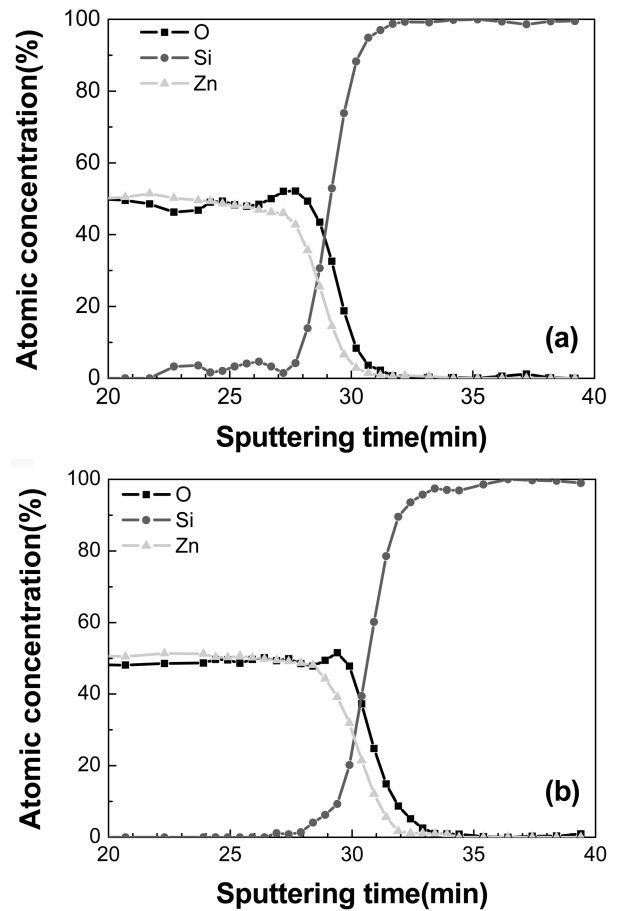 100
80
60
40
20
0
Atomic concentration(%)
O
Si
Zn
(a)
20 25 30 35 40
Sputtering time(min)
100
80
60
40
20
0
Atomic concentration(%)
O
Si
Zn
(b)
20 25 30 35 40
Sputtering time(min)